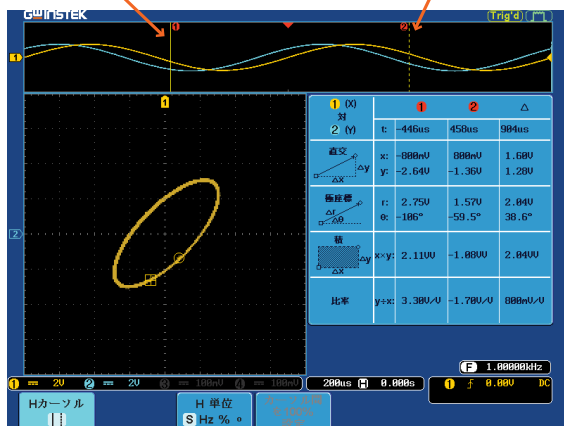 GWINSTEK
Trig'd
1
2
1
1
1 (X)
対
2 (Y)
1 2 △
t: -446us 458us 904us
直交
△y
△x
x: -800mV 800mV 1.60V
y: -2.64V -1.36V 1.28V
極座標
△r
△θ
r: 2.75V 1.57V 2.04V
θ: -106° -59.5° 38.6°
積
△y
△x
x×y: 2.11VV -1.08VV 2.04VV
比率
y÷x: 3.30V/V -1.70V/V 800mV/V
2
F 1.00000kHz
1 2V 2 2V 3 100mV 4 100mV 200us H 0.000s 1 f 0.00V DC
Hカーソル
H 単位
S Hz % °